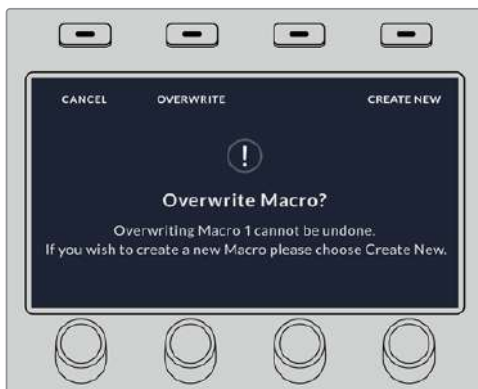 CANCEL OVERWRITE CREATE NEW
!
Overwrite Macro?
Overwriting Macro 1 cannot be undone.
If you wish to create a new Macro please choose Create New.